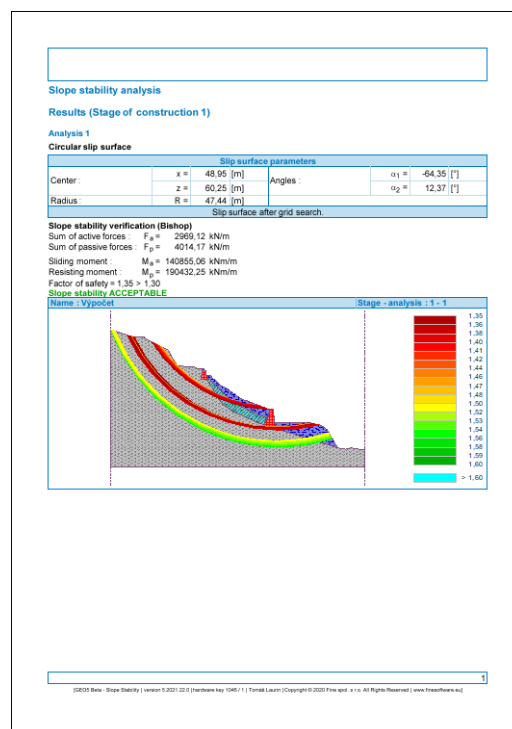 Slope stability analysis
Results (Stage of construction 1)
Analysis 1
Circular slip surface
Slip surface parameters
Center : x = 48,95 [m] Angles : α1 = -64,35 [°]
z = 60,25 [m] α2 = 12,37 [°]
Radius : R = 47,44 [m]
Slip surface after grid search.
Slope stability verification (Bishop)
Sum of active forces : Fa = 2969,12 kN/m
Sum of passive forces : Fp = 4014,17 kN/m
Sliding moment : Ma = 140855,06 kNm/m
Resisting moment : Mp = 190432,25 kNm/m
Factor of safety = 1,35 > 1,30
Slope stability ACCEPTABLE
Name : Výpočet Stage - analysis : 1 - 1
1,35
1,36
1,38
1,40
1,41
1,42
1,44
1,46
1,47
1,48
1,50
1,52
1,53
1,54
1,56
1,58
1,59
1,60
> 1,60
1
[GEO5 Beta - Slope Stability | version 5.2021.22.0 | hardware key 1046 / 1 | Tomáš Laurin | Copyright © 2020 Fine spol. s r.o. All Rights Reserved | www.finesoftware.eu]